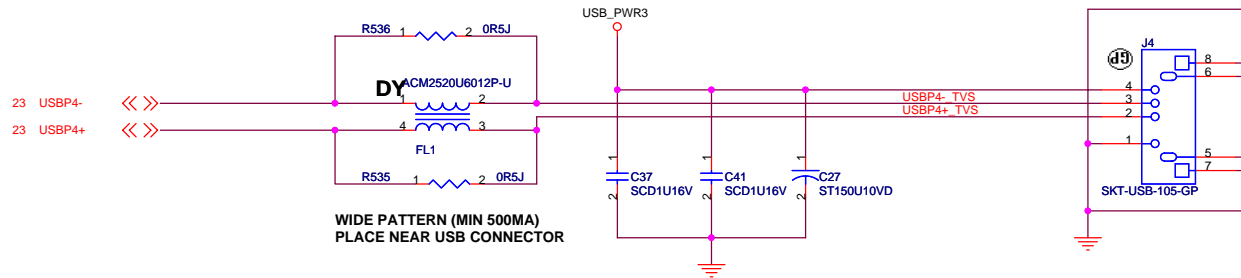 USB_PWR3
R536 1 2 0R5J
J4
GP
DY ACM2520U6012P-U
8
6
23 USBP4- 1 2 USBP4-_TVS 4
3
23 USBP4+ 4 3 USBP4+_TVS 2
FL1
1
5
R535 1 2 0R5J
7
1 C37 1 C41 1 C27
2 SCD1U16V 2 SCD1U16V 2 ST150U10VD
SKT-USB-105-GP
WIDE PATTERN (MIN 500MA)
PLACE NEAR USB CONNECTOR